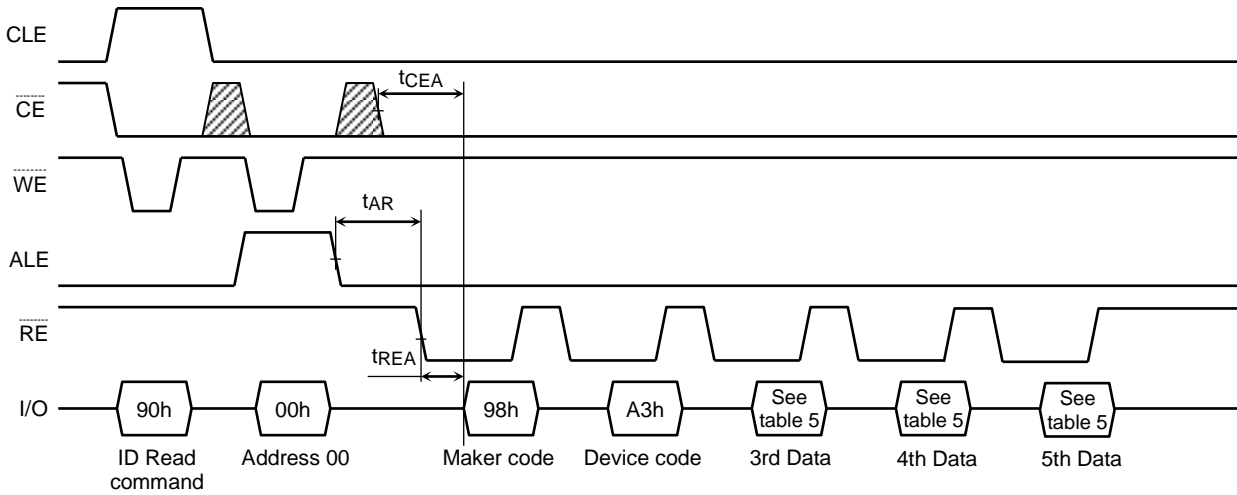 CLE
tCEA
CE
WE
tAR
ALE
RE
tREA
I/O
90h
00h
98h
A3h
See
table 5
See
table 5
See
table 5
ID Read
command
Address 00
Maker code
Device code
3rd Data
4th Data
5th Data